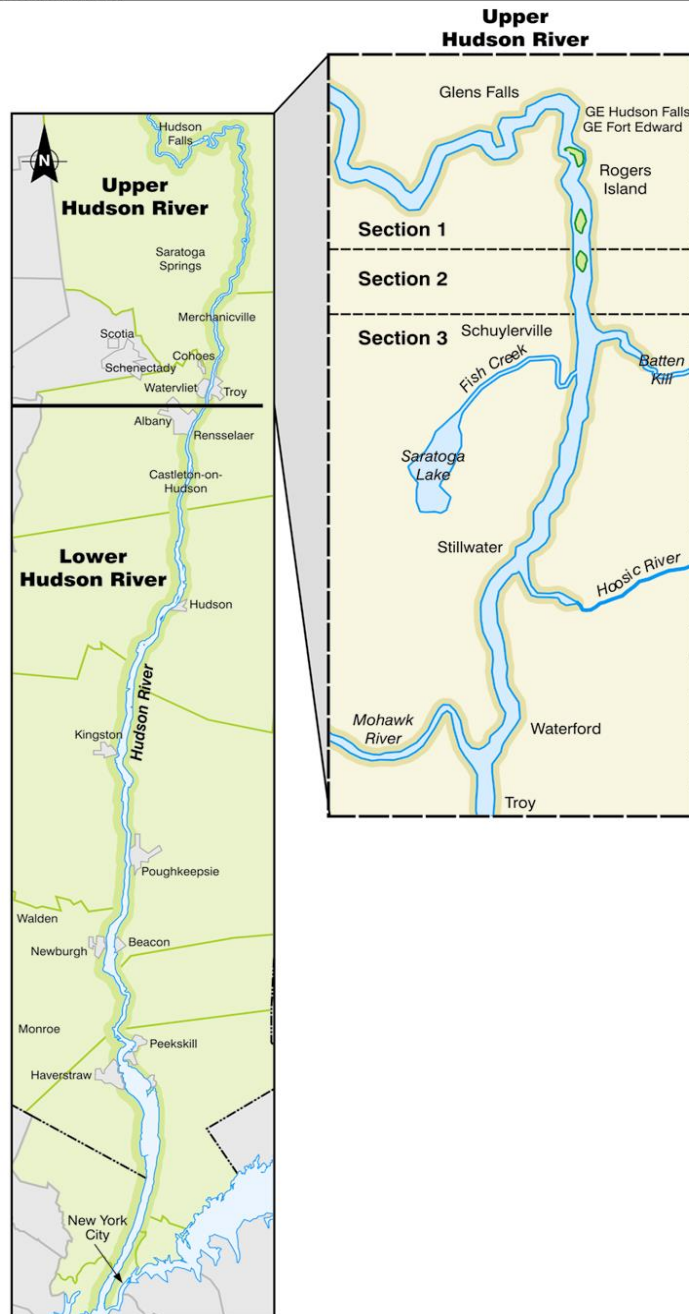 Hudson
Falls
N
Upper
Hudson River
Saratoga
Springs
Merchanicville
Scotia
Cohoes
Schenectady
Watervliet
Troy
Albany
Rensselaer
Castleton-on-
Hudson
Lower
Hudson River
Hudson
Hudson River
Kingston
Poughkeepsie
Walden
Newburgh
Beacon
Monroe
Peekskill
Haverstraw
New York
City
Upper
Hudson River
Glens Falls
GE Hudson Falls
GE Fort Edward
Rogers
Island
Section 1
Section 2
Section 3
Schuylerville
Fish Creek
Batten
Kill
Saratoga
Lake
Stillwater
Hoosic River
Mohawk
River
Waterford
Troy